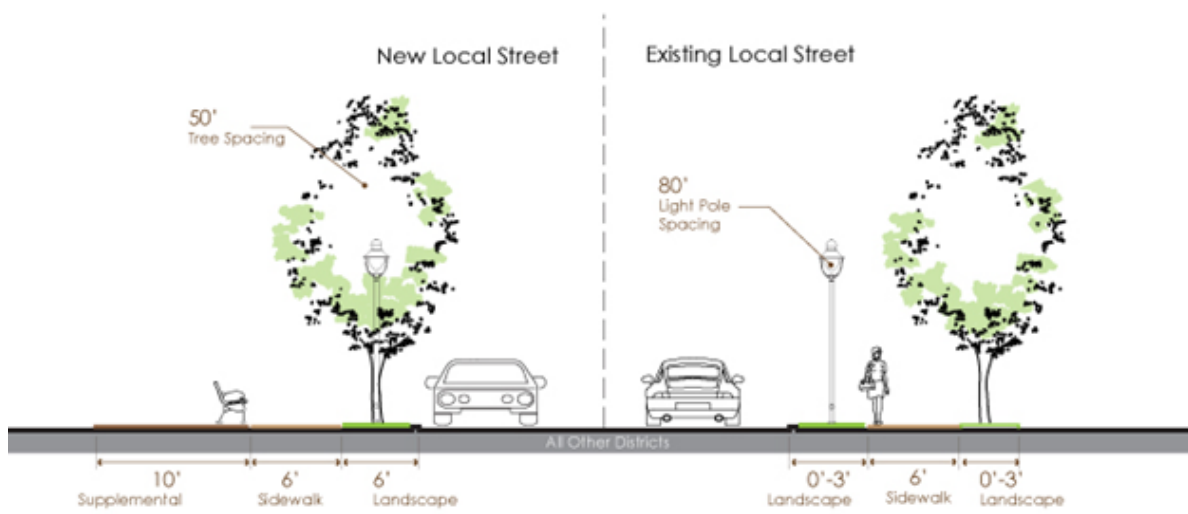 New Local Street
Existing Local Street
50'
Tree Spacing
80'
Light Pole
Spacing
All Other Districts
10'
Supplemental
6'
Sidewalk
6'
Landscape
0'-3'
Landscape
6'
Sidewalk
0'-3'
Landscape